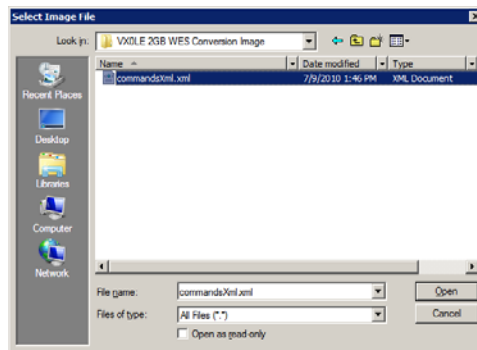 Select Image File
Look in: VX0LE 2GB WES Conversion Image
Name Date modified Type
commandsXml.xml 7/9/2010 1:46 PM XML Document
Recent Places
Desktop
Libraries
Computer
Network
File name: commandsXml.xml Open
Files of type: All Files (*.*) Cancel
Open as read-only